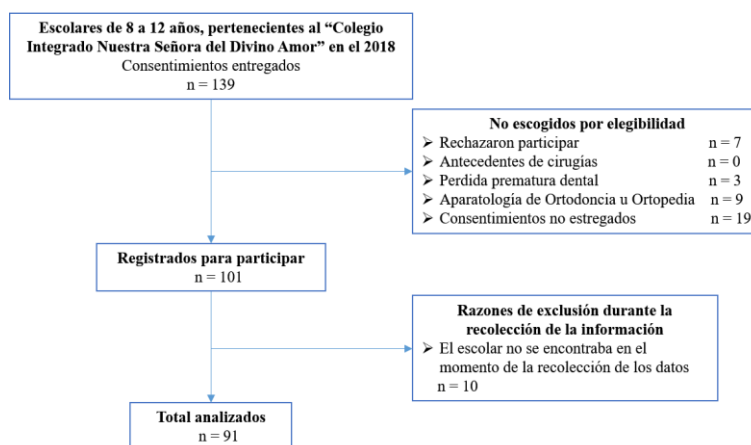 Escolares de 8 a 12 años, pertenecientes al “Colegio
Integrado Nuestra Señora del Divino Amor” en el 2018
Consentimientos entregados
n = 139
No escogidos por elegibilidad
➢ Rechazaron participar n = 7
➢ Antecedentes de cirugías n = 0
➢ Perdida prematura dental n = 3
➢ Aparatología de Ortodoncia u Ortopedia n = 9
➢ Consentimientos no estregados n = 19
Registrados para participar
n = 101
Razones de exclusión durante la
recolección de la información
➢ El escolar no se encontraba en el
momento de la recolección de los datos
n = 10
Total analizados
n = 91